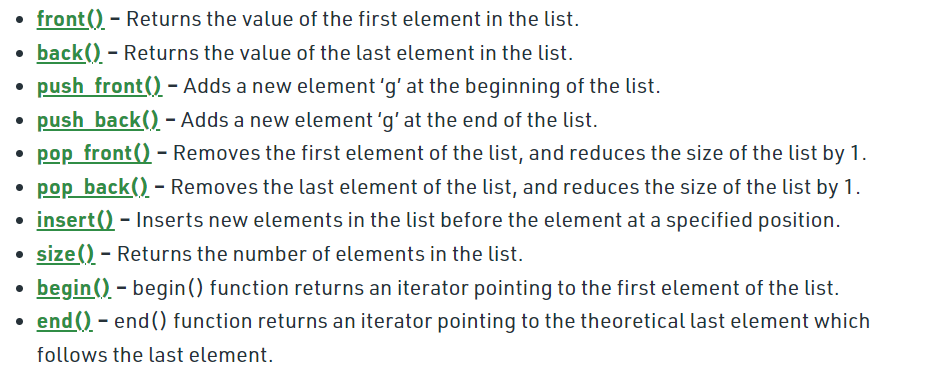 • front() – Returns the value of the first element in the list.
• back() – Returns the value of the last element in the list.
• push_front() – Adds a new element ‘g’ at the beginning of the list.
• push_back() – Adds a new element ‘g’ at the end of the list.
• pop_front() – Removes the first element of the list, and reduces the size of the list by 1.
• pop_back() – Removes the last element of the list, and reduces the size of the list by 1.
• insert() – Inserts new elements in the list before the element at a specified position.
• size() – Returns the number of elements in the list.
• begin() – begin() function returns an iterator pointing to the first element of the list.
• end() – end() function returns an iterator pointing to the theoretical last element which
follows the last element.